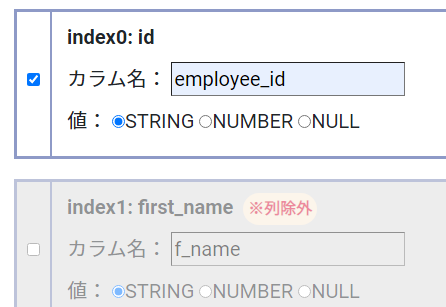 index0: id
カラム名： employee_id
値： STRING NUMBER NULL
index1: first_name ※列除外
カラム名： f_name
値： STRING NUMBER NULL